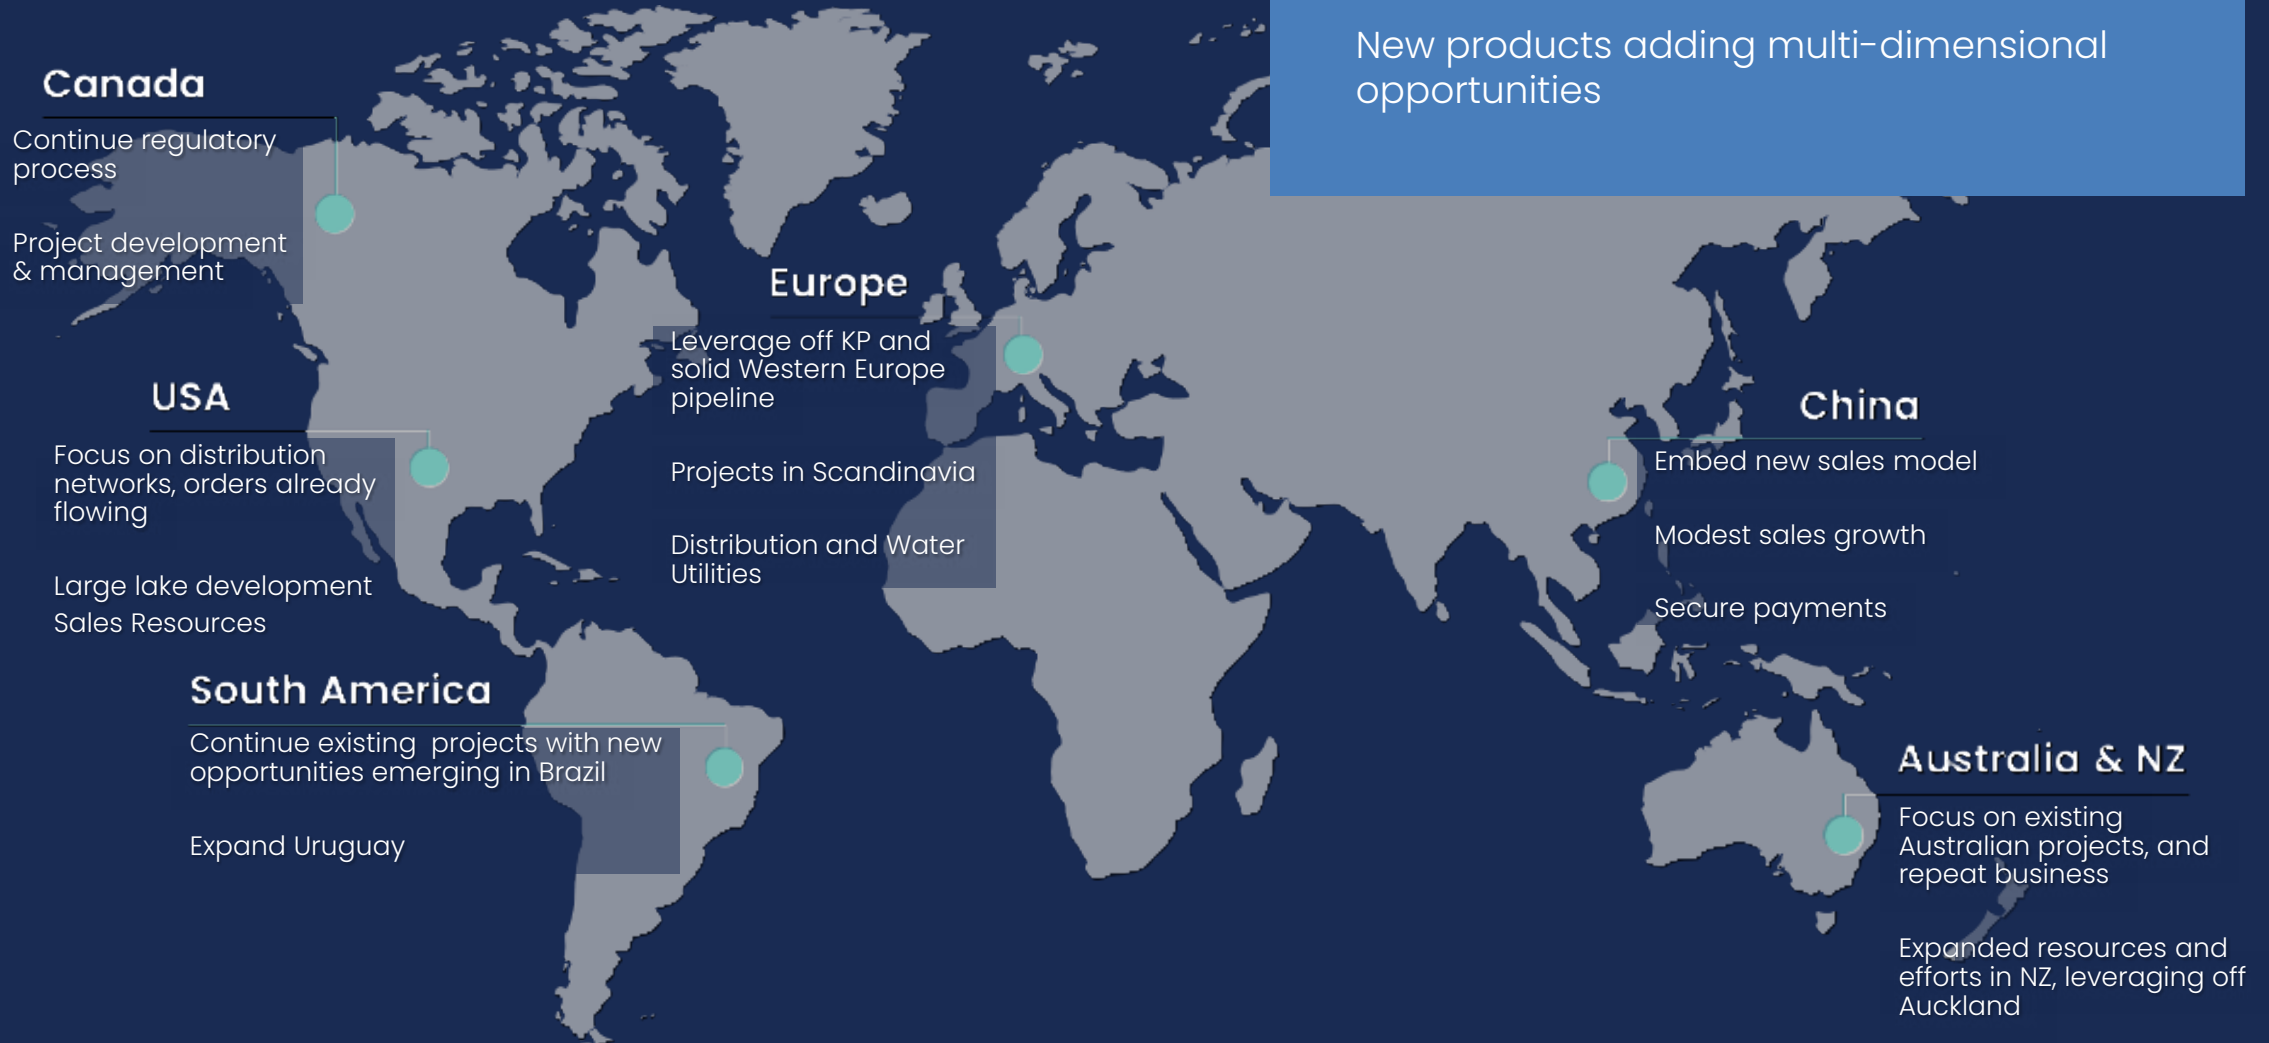 New products adding multi-dimensional
opportunities
Canada
Continue regulatory
process
Project development
& management
USA
Focus on distribution
networks, orders already
flowing
Large lake development
Sales Resources
South America
Continue existing projects with new
opportunities emerging in Brazil
Expand Uruguay
Europe
Leverage off KP and
solid Western Europe
pipeline
Projects in Scandinavia
Distribution and Water
Utilities
China
Embed new sales model
Modest sales growth
Secure payments
Australia & NZ
Focus on existing
Australian projects, and
repeat business
Expanded resources and
efforts in NZ, leveraging off
Auckland